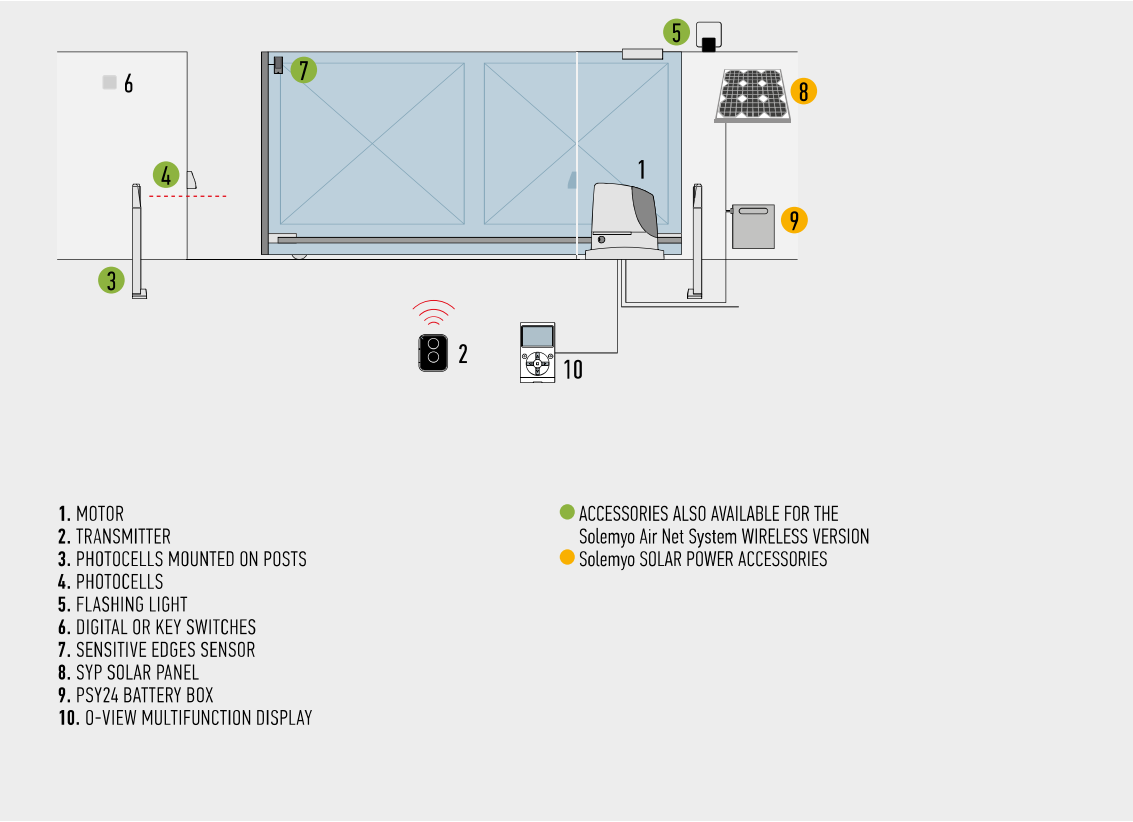 5
6
7
8
4
1
9
3
2
10
1. MOTOR
2. TRANSMITTER
3. PHOTOCELLS MOUNTED ON POSTS
4. PHOTOCELLS
5. FLASHING LIGHT
6. DIGITAL OR KEY SWITCHES
7. SENSITIVE EDGES SENSOR
8. SYP SOLAR PANEL
9. PSY24 BATTERY BOX
10. O-VIEW MULTIFUNCTION DISPLAY
ACCESSORIES ALSO AVAILABLE FOR THE
Solemyo Air Net System WIRELESS VERSION
Solemyo SOLAR POWER ACCESSORIES